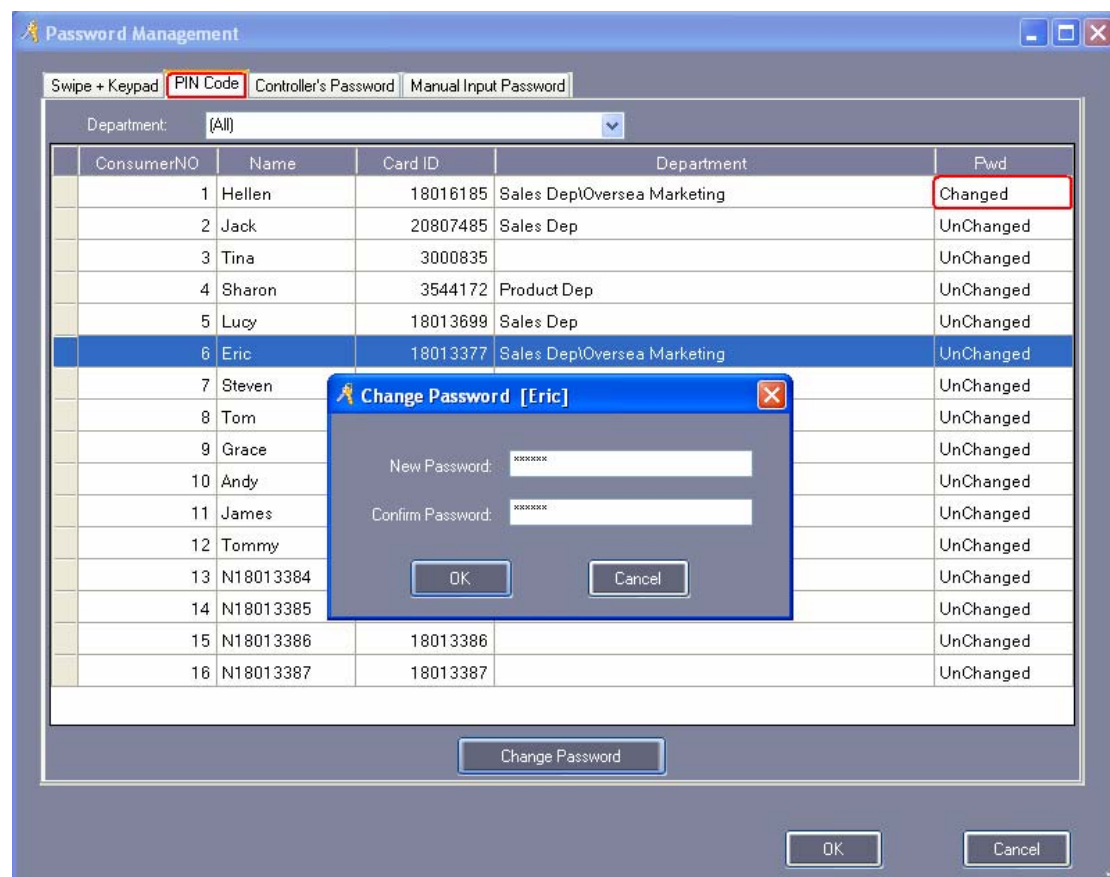 Password Management
Swipe + Keypad PIN Code Controller's Password Manual Input Password
Department: (All)
ConsumerNO Name Card ID Department Pwd
1 Hellen 18016185 Sales Dep\Oversea Marketing Changed
2 Jack 20807485 Sales Dep UnChanged
3 Tina 3000835 UnChanged
4 Sharon 3544172 Product Dep UnChanged
5 Lucy 18013699 Sales Dep UnChanged
6 Eric 18013377 Sales Dep\Oversea Marketing UnChanged
7 Steven UnChanged
8 Tom UnChanged
9 Grace UnChanged
10 Andy UnChanged
11 James UnChanged
12 Tommy UnChanged
13 N18013384 UnChanged
14 N18013385 UnChanged
15 N18013386 18013386 UnChanged
16 N18013387 18013387 UnChanged
Change Password [Eric]
New Password: ******
Confirm Password: ******
OK Cancel
Change Password
OK Cancel